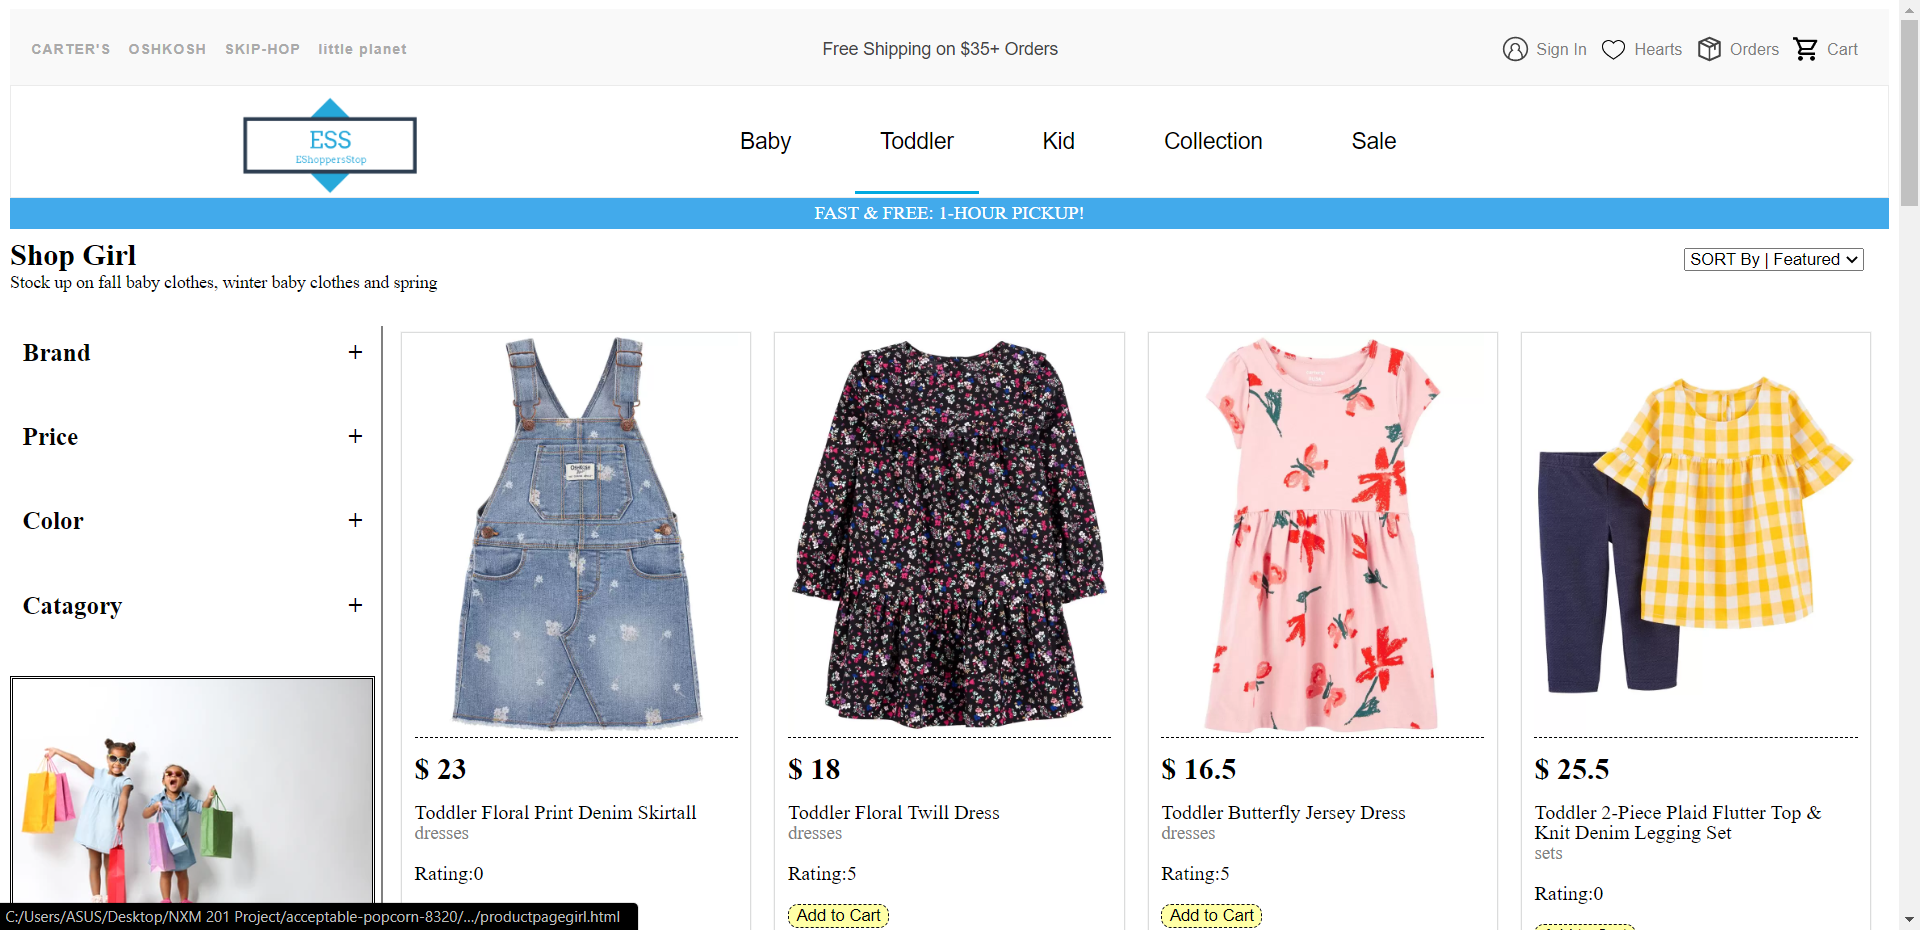 CARTER'S OSHKOSH SKIP-HOP little planet
Free Shipping on $35+ Orders
Sign In Hearts Orders Cart
ESS
EShoppersStop
Baby Toddler Kid Collection Sale
FAST & FREE: 1-HOUR PICKUP!
Shop Girl
Stock up on fall baby clothes, winter baby clothes and spring
SORT By | Featured
Brand +
Price +
Color +
Catagory +
$ 23
Toddler Floral Print Denim Skirtall
dresses
Rating:0
$ 18
Toddler Floral Twill Dress
dresses
Rating:5
Add to Cart
$ 16.5
Toddler Butterfly Jersey Dress
dresses
Rating:5
Add to Cart
$ 25.5
Toddler 2-Piece Plaid Flutter Top &
Knit Denim Legging Set
sets
Rating:0
C:/Users/ASUS/Desktop/NXM 201 Project/acceptable-popcorn-8320/.../productpagegirl.html